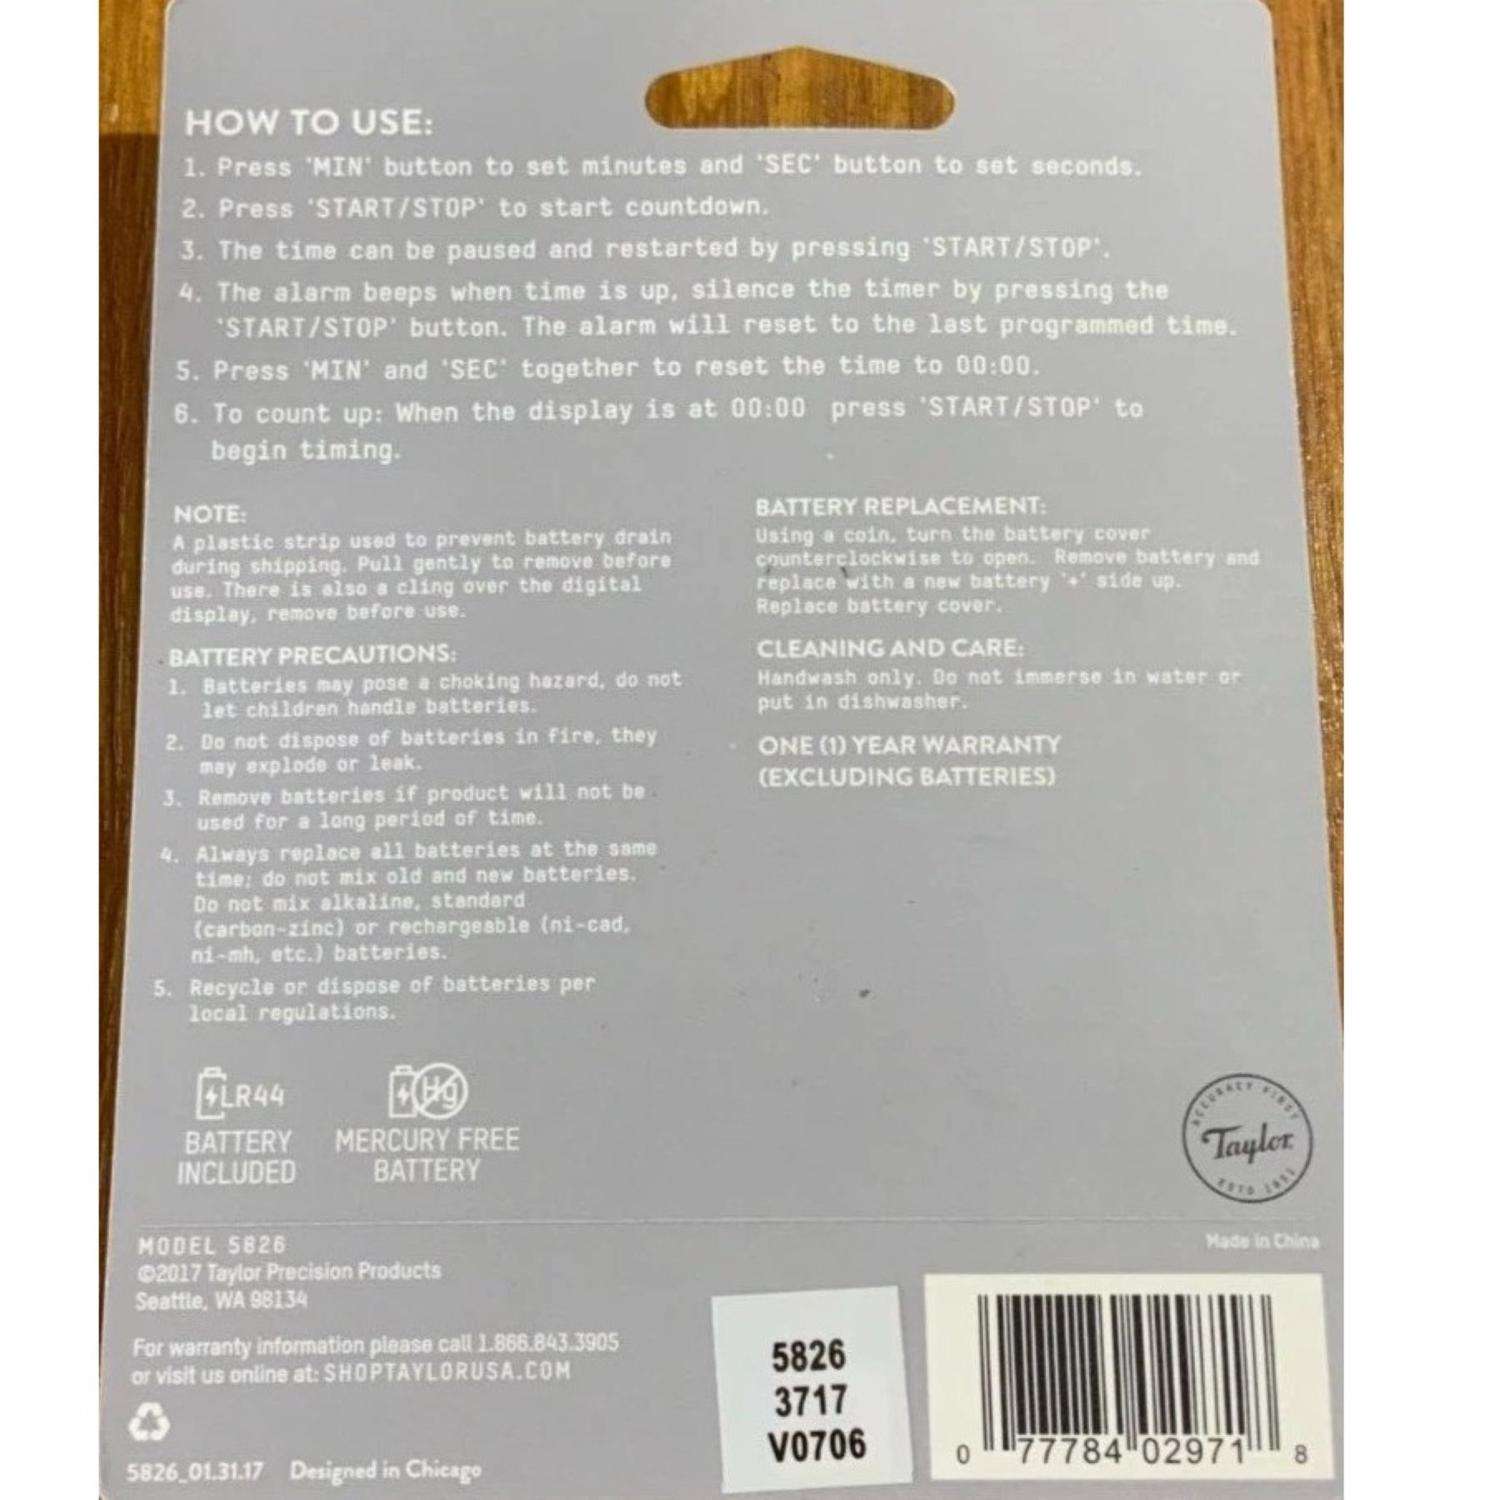 HOW TO USE:
1. Press 'MIN' button to set minutes and 'SEC' button to set seconds.
2. Press 'START/STOP' to start countdown.
3. The time can be paused and restarted by pressing 'START/STOP'.
4. The alarm beeps when time is up, silence the timer by pressing the
'START/STOP' button. The alarm will reset to the last programmed time.
5. Press 'MIN' and 'SEC' together to reset the time to 00:00.
6. To count up: When the display is at 00:00 press 'START/STOP' to
begin timing.
NOTE:
A plastic strip used to prevent battery drain
during shipping. Pull gently to remove before
use. There is also a cling over the digital
display, remove before use.
BATTERY PRECAUTIONS:
1. Batteries may pose a choking hazard, do not
let children handle batteries.
2. Do not dispose of batteries in fire, they
may explode or leak.
3. Remove batteries if product will not be
used for a long period of time.
4. Always replace all batteries at the same
time; do not mix old and new batteries.
Do not mix alkaline, standard
(carbon-zinc) or rechargeable (ni-cad,
ni-mh, etc.) batteries.
5. Recycle or dispose of batteries per
local regulations.
BATTERY REPLACEMENT:
Using a coin, turn the battery cover
counterclockwise to open. Remove battery and
replace with a new battery '+' side up.
Replace battery cover.
CLEANING AND CARE:
Handwash only. Do not immerse in water or
put in dishwasher.
ONE (1) YEAR WARRANTY
(EXCLUDING BATTERIES)
LR44
BATTERY
INCLUDED
Hg
MERCURY FREE
BATTERY
ACCURACY FIRST
Taylor
ESTD 1851
MODEL 5826
©2017 Taylor Precision Products
Seattle, WA 98134
Made in China
For warranty information please call 1.866.843.3905
or visit us online at: SHOPTAYLORUSA.COM
5826_01.31.17 Designed in Chicago
5826
3717
V0706
0 77784 02971 8